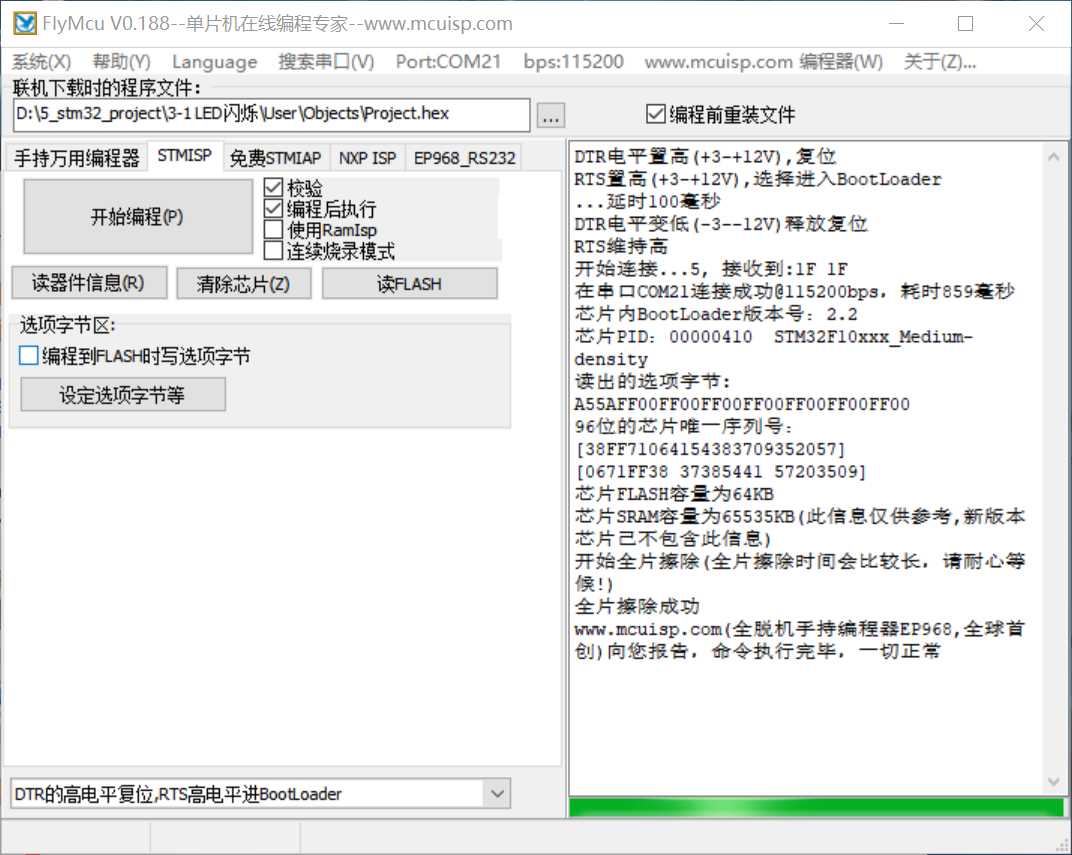 FlyMcu V0.188--单片机在线编程专家--www.mcuisp.com
系统(X) 帮助(Y) Language 搜索串口(V) Port:COM21 bps:115200 www.mcuisp.com 编程器(W) 关于(Z)...
联机下载时的程序文件：
D:\5_stm32_project\3-1 LED闪烁\User\Objects\Project.hex
...
编程前重装文件
手持万用编程器 STMISP 免费STMIAP NXP ISP EP968_RS232
开始编程(P)
校验
编程后执行
使用RamIsp
连续烧录模式
读器件信息(R) 清除芯片(Z) 读FLASH
选项字节区:
编程到FLASH时写选项字节
设定选项字节等
DTR的高电平复位,RTS高电平进BootLoader
DTR电平置高(+3-+12V),复位
RTS置高(+3-+12V),选择进入BootLoader
...延时100毫秒
DTR电平变低(-3--12V)释放复位
RTS维持高
开始连接...5, 接收到:1F 1F
在串口COM21连接成功@115200bps，耗时859毫秒
芯片内BootLoader版本号：2.2
芯片PID：00000410 STM32F10xxx_Medium-
density
读出的选项字节:
A55AFF00FF00FF00FF00FF00FF00FF00
96位的芯片唯一序列号：
[38FF71064154383709352057]
[0671FF38 37385441 57203509]
芯片FLASH容量为64KB
芯片SRAM容量为65535KB(此信息仅供参考,新版本
芯片已不包含此信息)
开始全片擦除(全片擦除时间会比较长，请耐心等
候!)
全片擦除成功
www.mcuisp.com(全脱机手持编程器EP968,全球首
创)向您报告，命令执行完毕，一切正常